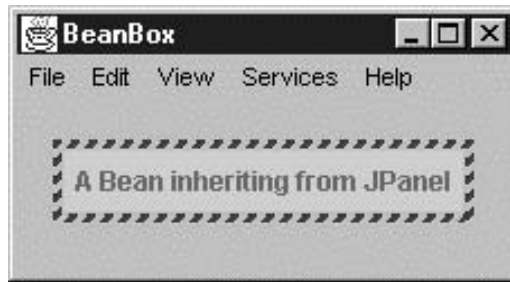 BeanBox
File Edit View Services Help
A Bean inheriting from JPanel